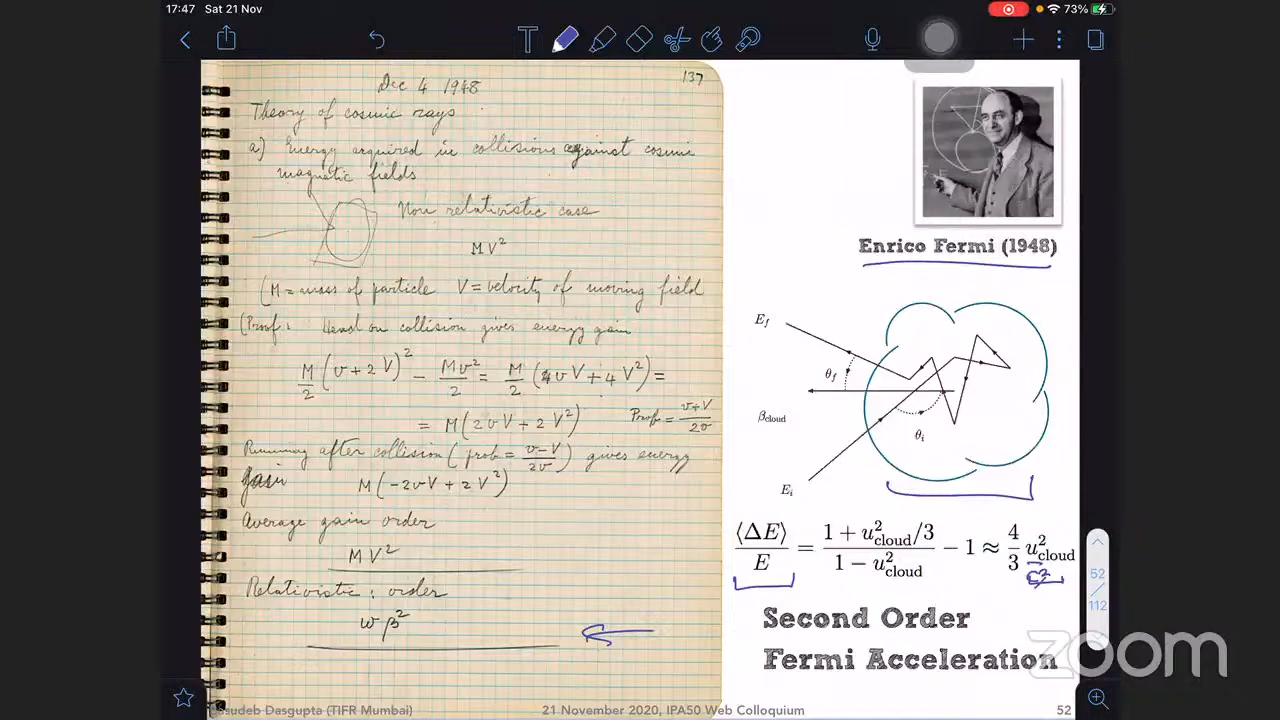 17:47 Sat 21 Nov
73%
Dec 4 1948
137
Theory of cosmic rays
a) Energy acquired in collisions against cosmic
magnetic fields
Non relativistic case
MV²
(M = mass of particle V = velocity of moving field
(Proof: Head on collision gives energy gain
M/2 (v+2V)² - Mv²/2 = M/2 (4vV + 4V²) =
= M(2vV + 2V²) Prob = v+V/2v
Running after collision (prob = v-V/2v) gives energy
gain M(-2vV + 2V²)
Average gain order
MV²
Relativistic: order
wβ²
Enrico Fermi (1948)
E_f
θ_f
β_cloud
θ_i
E_i
⟨ΔE⟩/E = (1 + u²_cloud/3)/(1 - u²_cloud) - 1 ≈ 4/3 u²_cloud
c²
Second Order
Fermi Acceleration
zoom
52
/
112
sudeb Dasgupta (TIFR Mumbai) 21 November 2020, IPA50 Web Colloquium 52